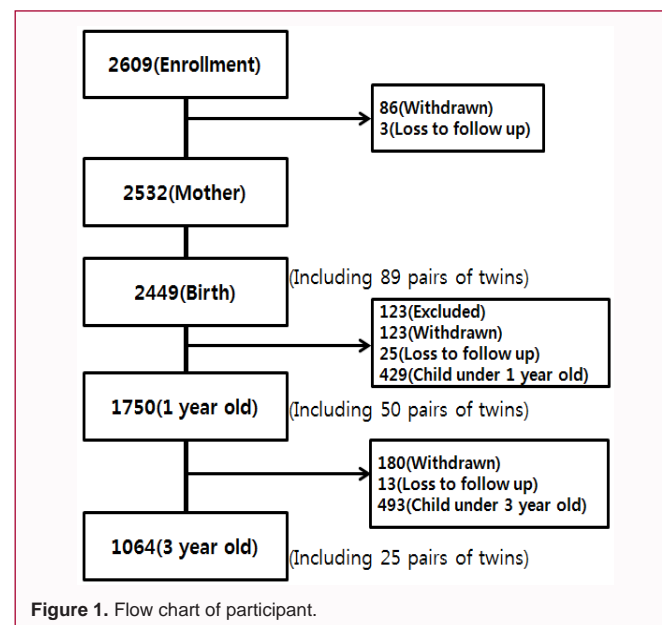 2609(Enrollment)
86(Withdrawn)
3(Loss to follow up)
2532(Mother)
2449(Birth)
(Including 89 pairs of twins)
123(Excluded)
123(Withdrawn)
25(Loss to follow up)
429(Child under 1 year old)
1750(1 year old)
(Including 50 pairs of twins)
180(Withdrawn)
13(Loss to follow up)
493(Child under 3 year old)
1064(3 year old)
(Including 25 pairs of twins)
Figure 1. Flow chart of participant.